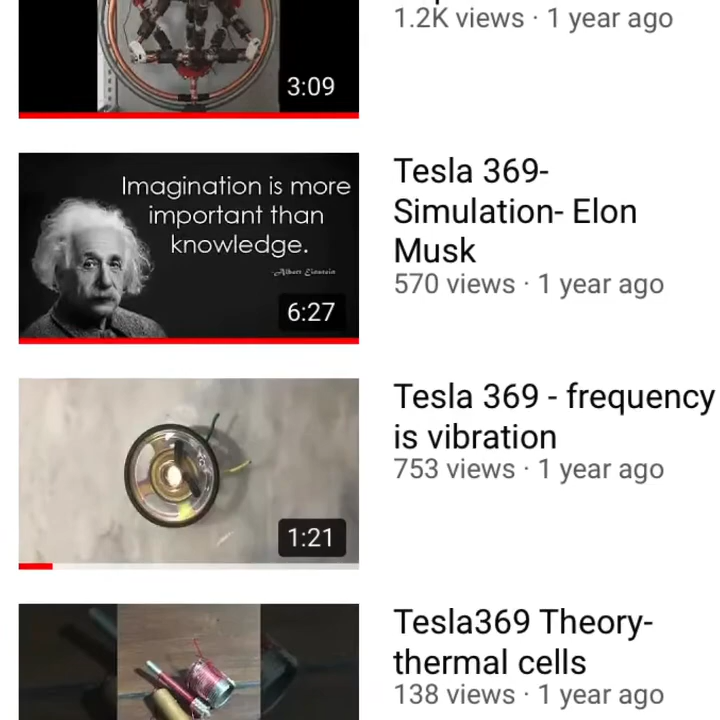 1.2K views · 1 year ago
3:09
Imagination is more
important than
knowledge.
-Albert Einstein
6:27
Tesla 369-
Simulation- Elon
Musk
570 views · 1 year ago
1:21
Tesla 369 - frequency
is vibration
753 views · 1 year ago
Tesla369 Theory-
thermal cells
138 views · 1 year ago